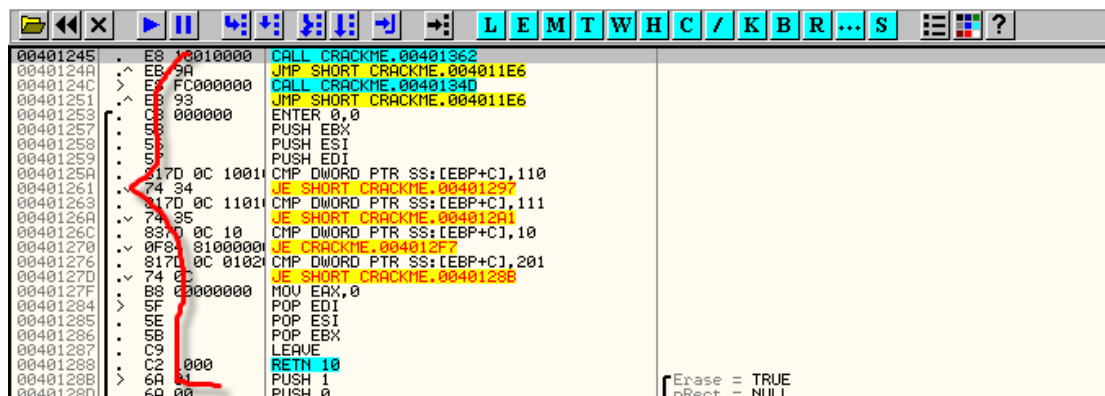 L E M T W H C / K B R ... S ?
00401245 . E8 18010000 CALL CRACKME.00401362
0040124A .^ EB 9A JMP SHORT CRACKME.004011E6
0040124C > E8 FC000000 CALL CRACKME.0040134D
00401251 .^ EB 93 JMP SHORT CRACKME.004011E6
00401253 . C8 000000 ENTER 0,0
00401257 . 53 PUSH EBX
00401258 . 56 PUSH ESI
00401259 . 57 PUSH EDI
0040125A . 817D 0C 1001 CMP DWORD PTR SS:[EBP+C],110
00401261 .v 74 34 JE SHORT CRACKME.00401297
00401263 . 817D 0C 1101 CMP DWORD PTR SS:[EBP+C],111
0040126A .v 74 35 JE SHORT CRACKME.004012A1
0040126C . 837D 0C 10 CMP DWORD PTR SS:[EBP+C],10
00401270 .v 0F84 81000000 JE CRACKME.004012F7
00401276 . 817D 0C 0102 CMP DWORD PTR SS:[EBP+C],201
0040127D .v 74 0C JE SHORT CRACKME.0040128B
0040127F . B8 00000000 MOV EAX,0
00401284 > 5F POP EDI
00401285 . 5E POP ESI
00401286 . 5B POP EBX
00401287 . C9 LEAVE
00401288 . C2 1000 RETN 10
0040128B > 6A 01 PUSH 1 Erase = TRUE
0040128D . 6A 00 PUSH 0 pRect = NULL